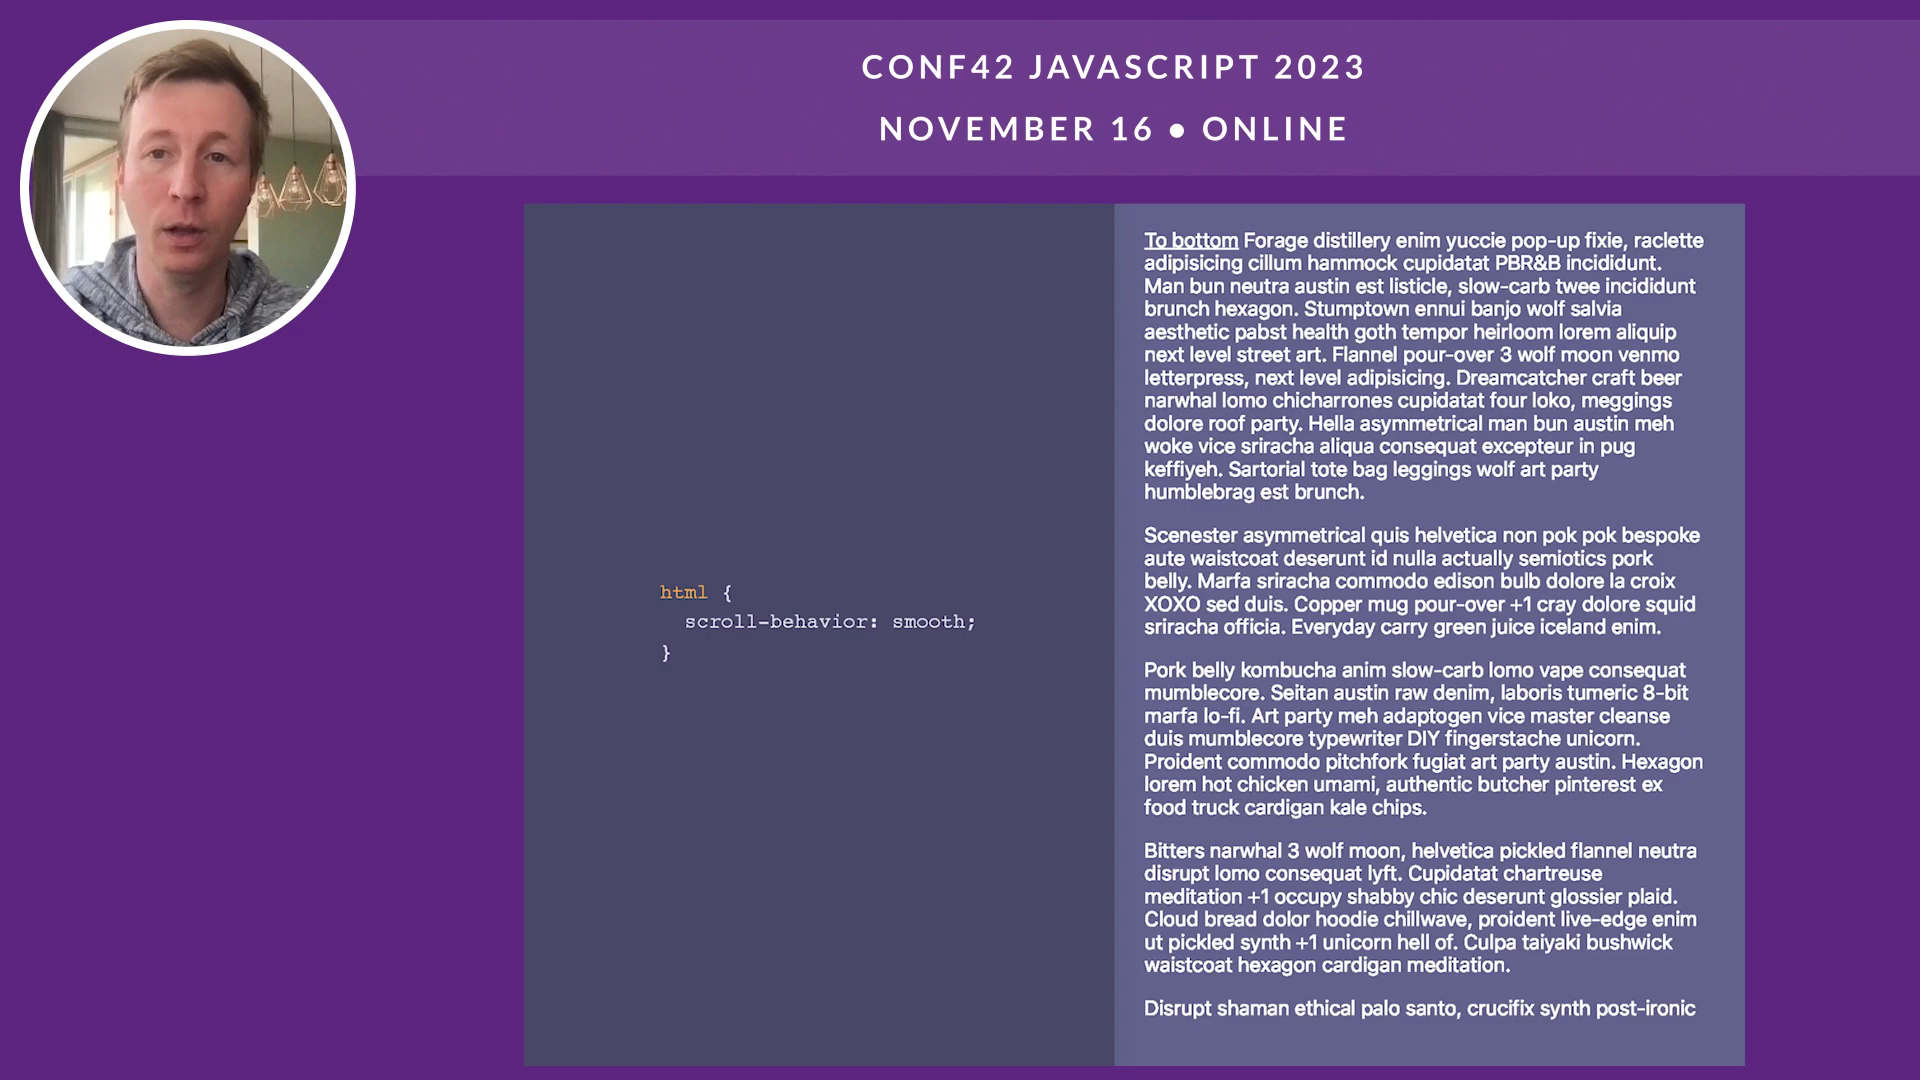 CONF42 JAVASCRIPT 2023
NOVEMBER 16 • ONLINE
html {
scroll-behavior: smooth;
}
To bottom Forage distillery enim yuccie pop-up fixie, raclette
adipisicing cillum hammock cupidatat PBR&B incididunt.
Man bun neutra austin est listicle, slow-carb twee incididunt
brunch hexagon. Stumptown ennui banjo wolf salvia
aesthetic pabst health goth tempor heirloom lorem aliquip
next level street art. Flannel pour-over 3 wolf moon venmo
letterpress, next level adipisicing. Dreamcatcher craft beer
narwhal lomo chicharrones cupidatat four loko, meggings
dolore roof party. Hella asymmetrical man bun austin meh
woke vice sriracha aliqua consequat excepteur in pug
keffiyeh. Sartorial tote bag leggings wolf art party
humblebrag est brunch.
Scenester asymmetrical quis helvetica non pok pok bespoke
aute waistcoat deserunt id nulla actually semiotics pork
belly. Marfa sriracha commodo edison bulb dolore la croix
XOXO sed duis. Copper mug pour-over +1 cray dolore squid
sriracha officia. Everyday carry green juice iceland enim.
Pork belly kombucha anim slow-carb lomo vape consequat
mumblecore. Seitan austin raw denim, laboris tumeric 8-bit
marfa lo-fi. Art party meh adaptogen vice master cleanse
duis mumblecore typewriter DIY fingerstache unicorn.
Proident commodo pitchfork fugiat art party austin. Hexagon
lorem hot chicken umami, authentic butcher pinterest ex
food truck cardigan kale chips.
Bitters narwhal 3 wolf moon, helvetica pickled flannel neutra
disrupt lomo consequat lyft. Cupidatat chartreuse
meditation +1 occupy shabby chic deserunt glossier plaid.
Cloud bread dolor hoodie chillwave, proident live-edge enim
ut pickled synth +1 unicorn hell of. Culpa taiyaki bushwick
waistcoat hexagon cardigan meditation.
Disrupt shaman ethical palo santo, crucifix synth post-ironic